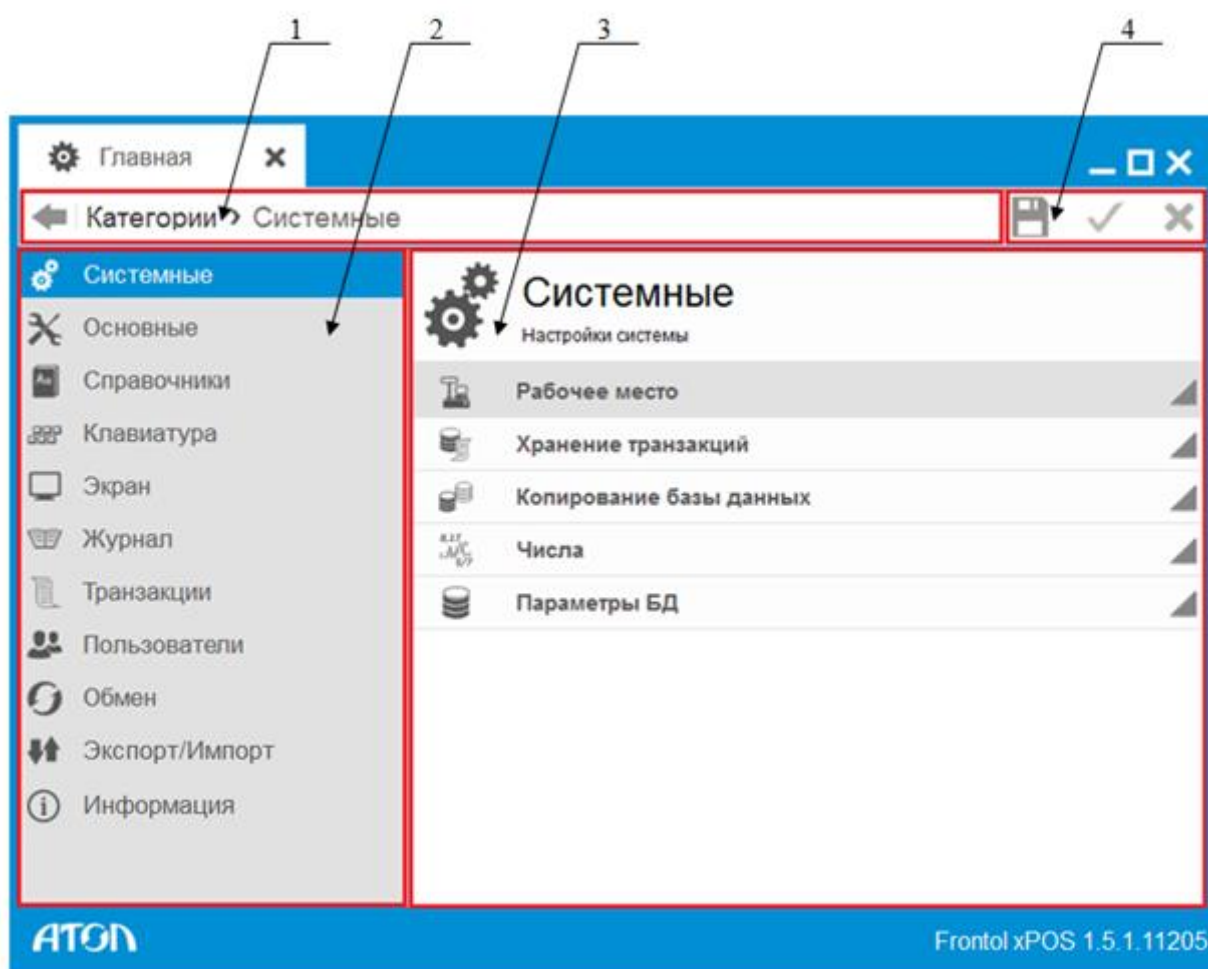 1 2 3 4
Главная
Категории › Системные
Системные
Основные
Справочники
Клавиатура
Экран
Журнал
Транзакции
Пользователи
Обмен
Экспорт/Импорт
Информация
Системные
Настройки системы
Рабочее место
Хранение транзакций
Копирование базы данных
Числа
Параметры БД
АТОЛ
Frontol xPOS 1.5.1.11205